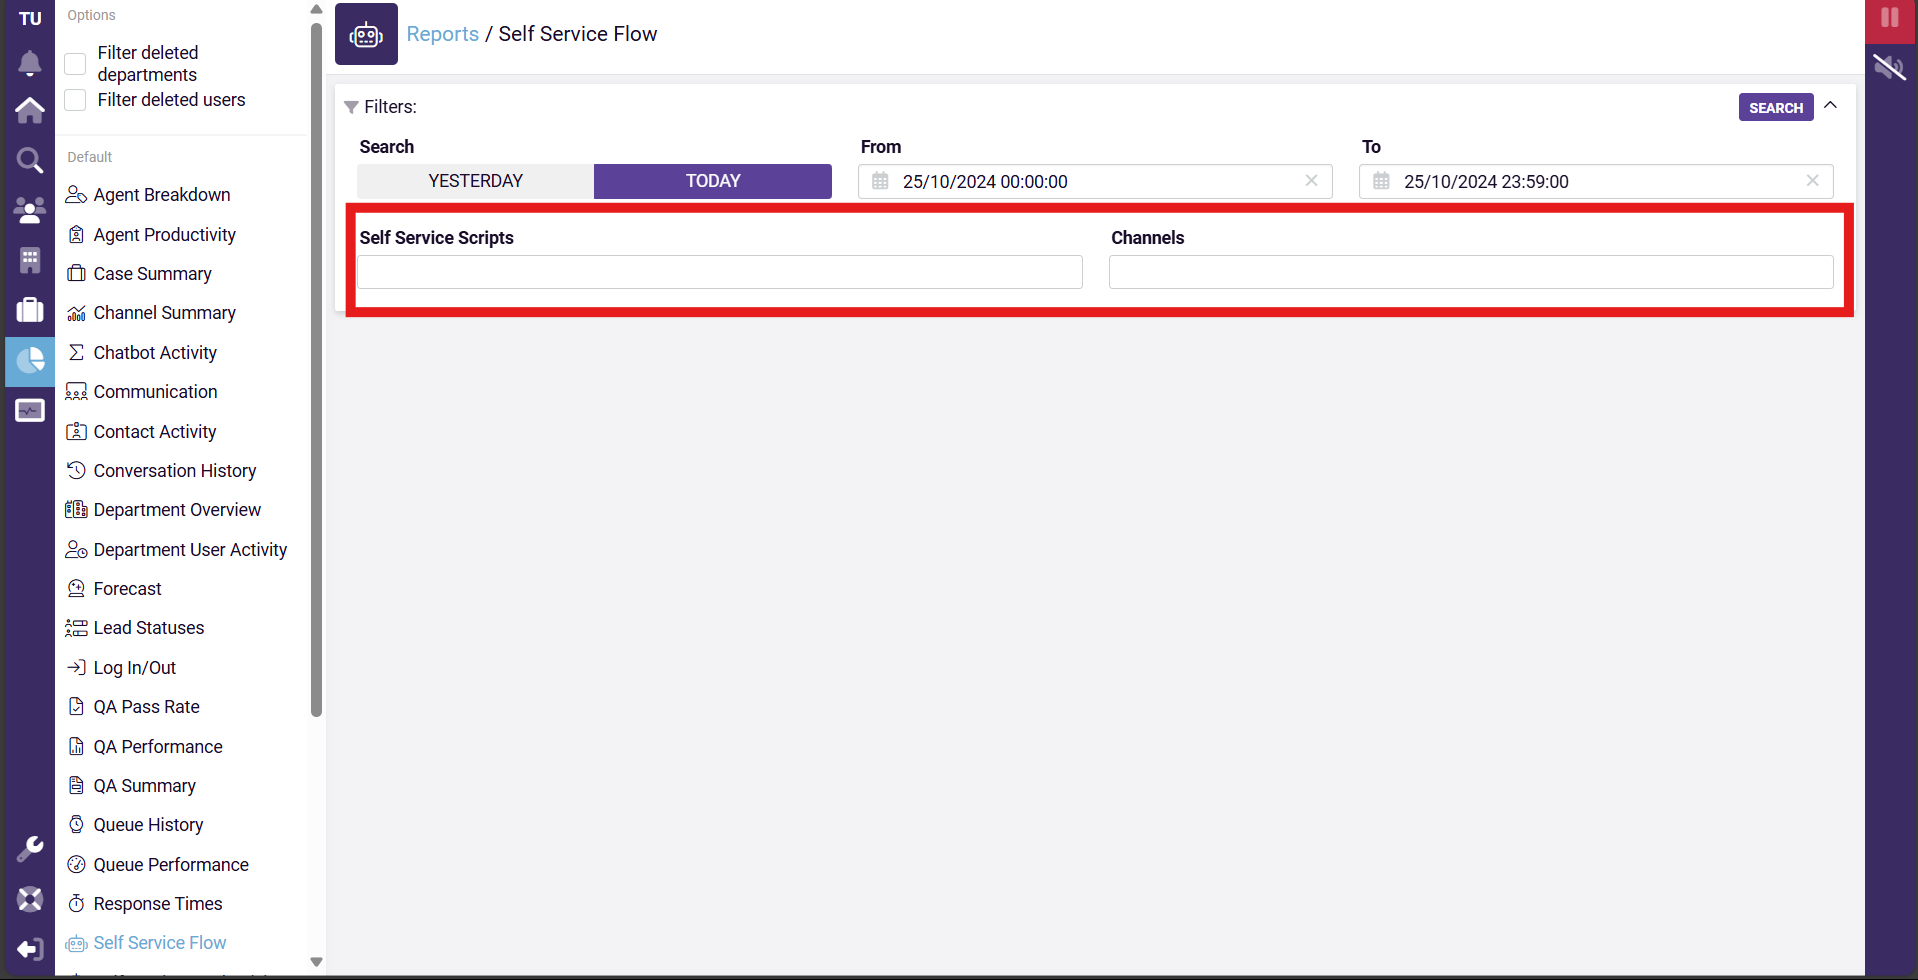 TU
Options
Filter deleted
departments
Filter deleted users
Default
Agent Breakdown
Agent Productivity
Case Summary
Channel Summary
Chatbot Activity
Communication
Contact Activity
Conversation History
Department Overview
Department User Activity
Forecast
Lead Statuses
Log In/Out
QA Pass Rate
QA Performance
QA Summary
Queue History
Queue Performance
Response Times
Self Service Flow
Reports / Self Service Flow
Filters:
SEARCH
Search
From
To
YESTERDAY
TODAY
25/10/2024 00:00:00
25/10/2024 23:59:00
Self Service Scripts
Channels